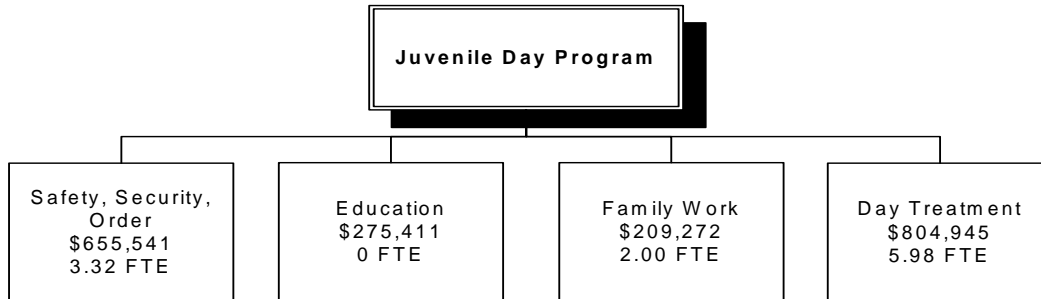 Juvenile Day Program
Safety, Security,
Order
$655,541
3.32 FTE
Education
$275,411
0 FTE
Family Work
$209,272
2.00 FTE
Day Treatment
$804,945
5.98 FTE